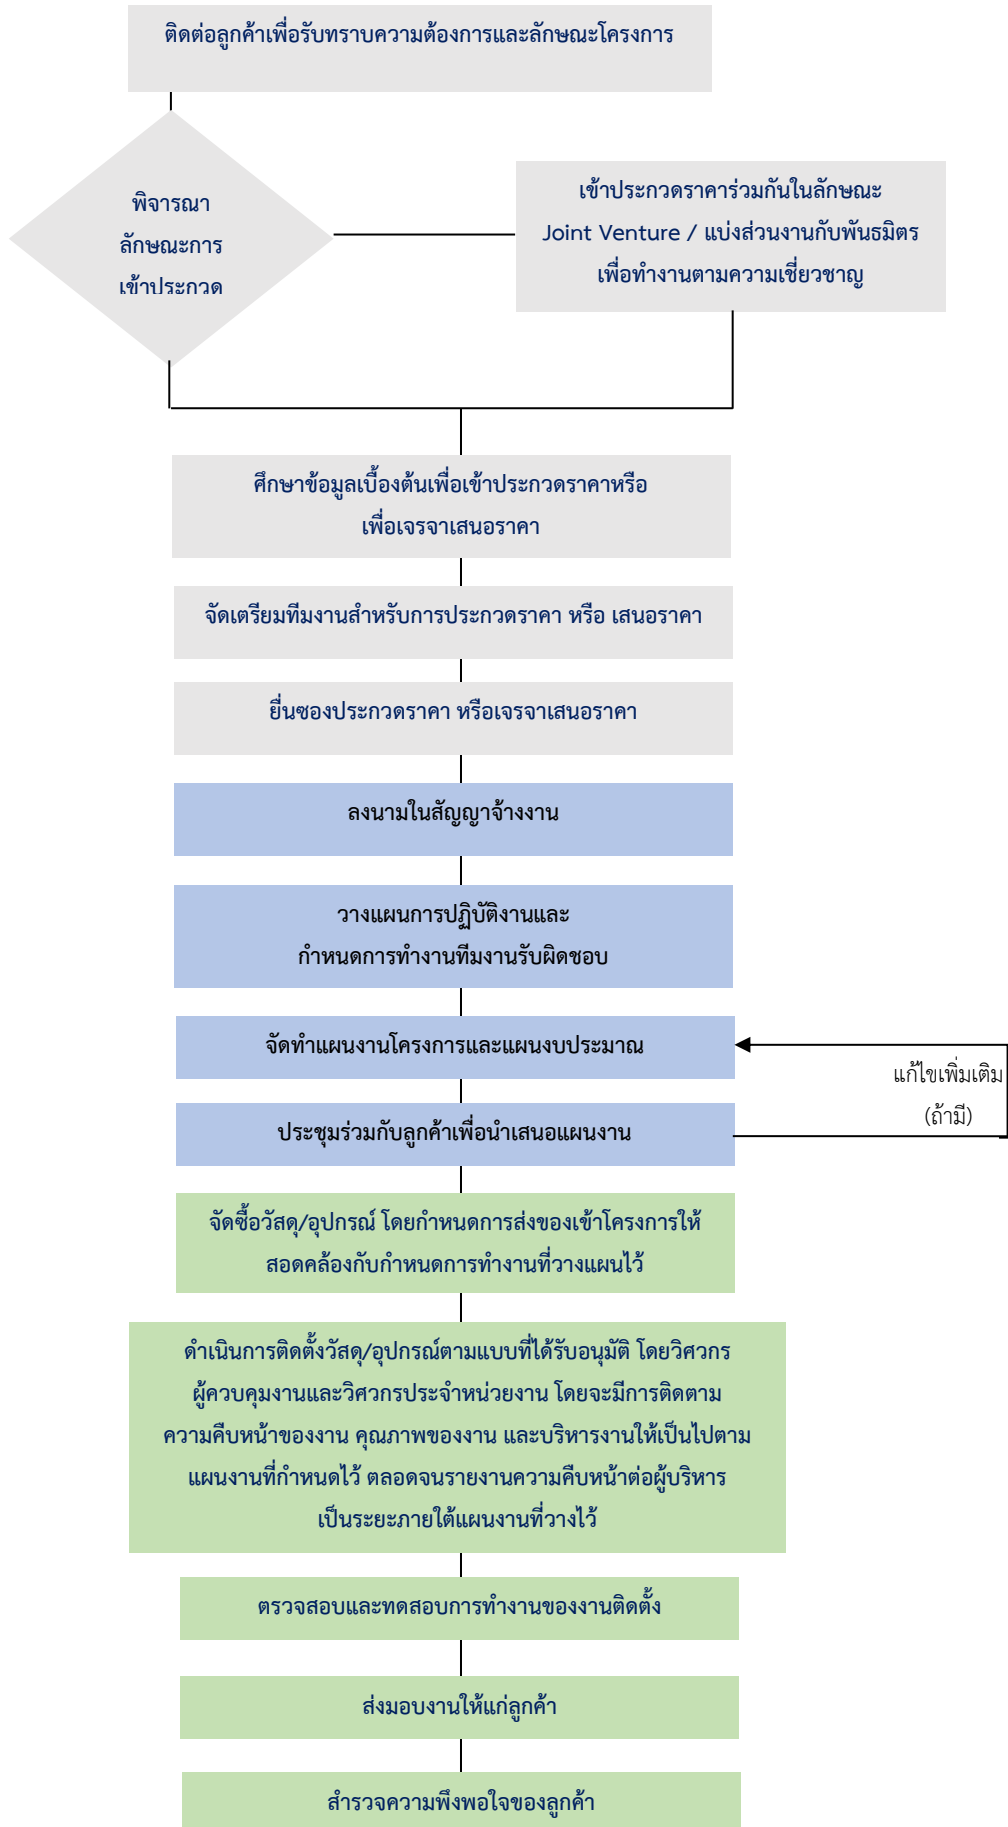 ติดต่อลูกค้าเพื่อรับทราบความต้องการและลักษณะโครงการ
พิจารณา
ลักษณะการ
เข้าประกวด
เข้าประกวดราคาร่วมกันในลักษณะ
Joint Venture / แบ่งส่วนงานกับพันธมิตร
เพื่อทำงานตามความเชี่ยวชาญ
ศึกษาข้อมูลเบื้องต้นเพื่อเข้าประกวดราคาหรือ
เพื่อเจรจาเสนอราคา
จัดเตรียมทีมงานสำหรับการประกวดราคา หรือ เสนอราคา
ยื่นซองประกวดราคา หรือเจรจาเสนอราคา
ลงนามในสัญญาจ้างงาน
วางแผนการปฏิบัติงานและ
กำหนดการทำงานทีมงานรับผิดชอบ
จัดทำแผนงานโครงการและแผนงบประมาณ
แก้ไขเพิ่มเติม
(ถ้ามี)
ประชุมร่วมกับลูกค้าเพื่อนำเสนอแผนงาน
จัดซื้อวัสดุ/อุปกรณ์ โดยกำหนดการส่งของเข้าโครงการให้
สอดคล้องกับกำหนดการทำงานที่วางแผนไว้
ดำเนินการติดตั้งวัสดุ/อุปกรณ์ตามแบบที่ได้รับอนุมัติ โดยวิศวกร
ผู้ควบคุมงานและวิศวกรประจำหน่วยงาน โดยจะมีการติดตาม
ความคืบหน้าของงาน คุณภาพของงาน และบริหารงานให้เป็นไปตาม
แผนงานที่กำหนดไว้ ตลอดจนรายงานความคืบหน้าต่อผู้บริหาร
เป็นระยะภายใต้แผนงานที่วางไว้
ตรวจสอบและทดสอบการทำงานของงานติดตั้ง
ส่งมอบงานให้แก่ลูกค้า
สำรวจความพึงพอใจของลูกค้า